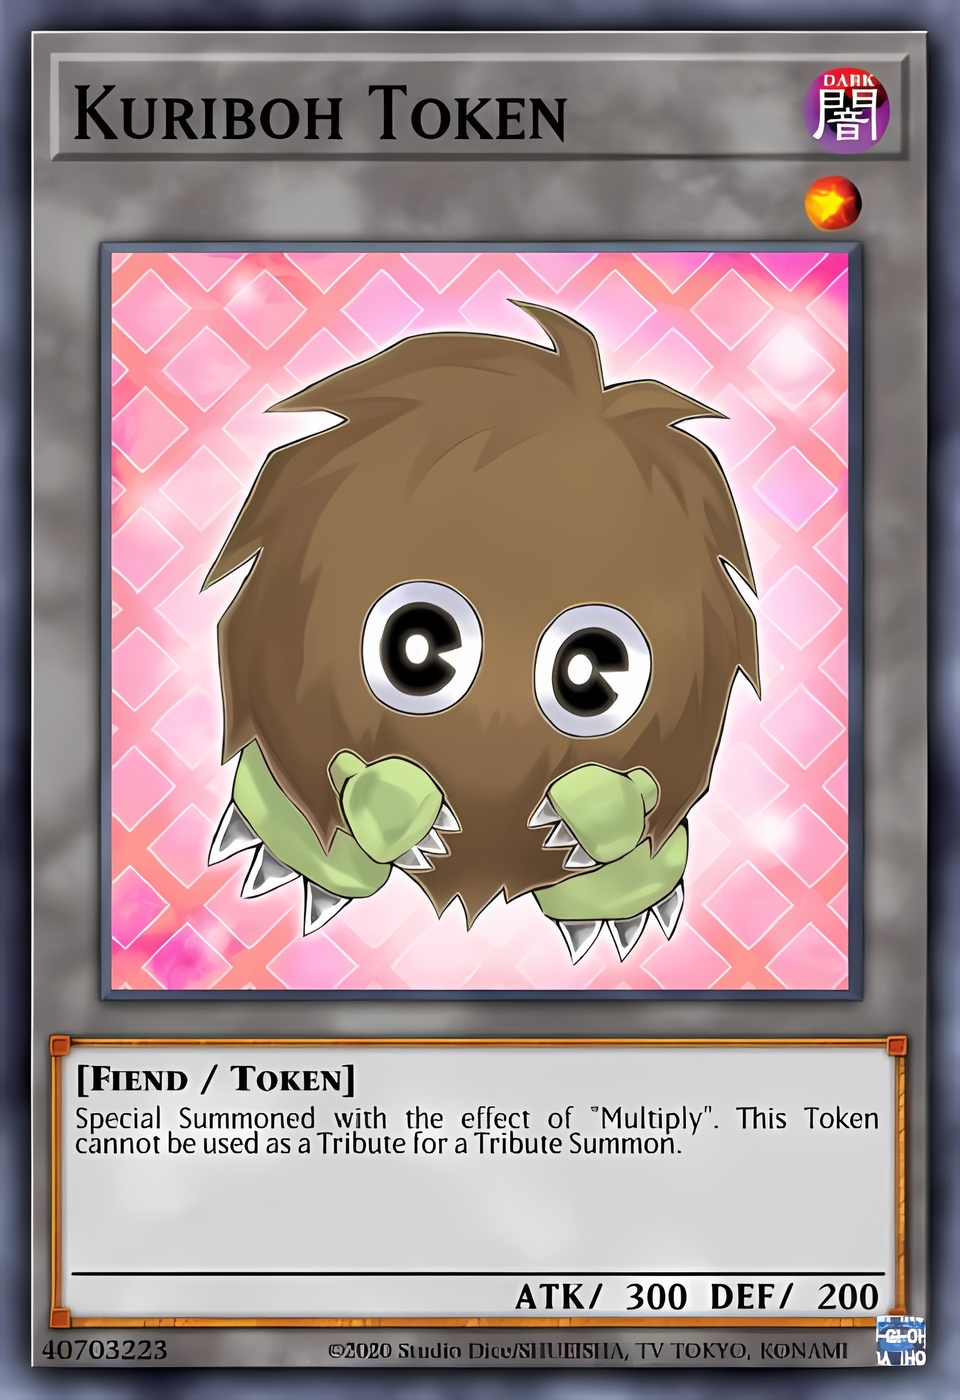 KURIBOH TOKEN
DARK
闇
[FIEND / TOKEN]
Special Summoned with the effect of "Multiply". This Token
cannot be used as a Tribute for a Tribute Summon.
ATK/ 300 DEF/ 200
40703223
©2020 Studio Dice/SHUEISHA, TV TOKYO, KONAMI